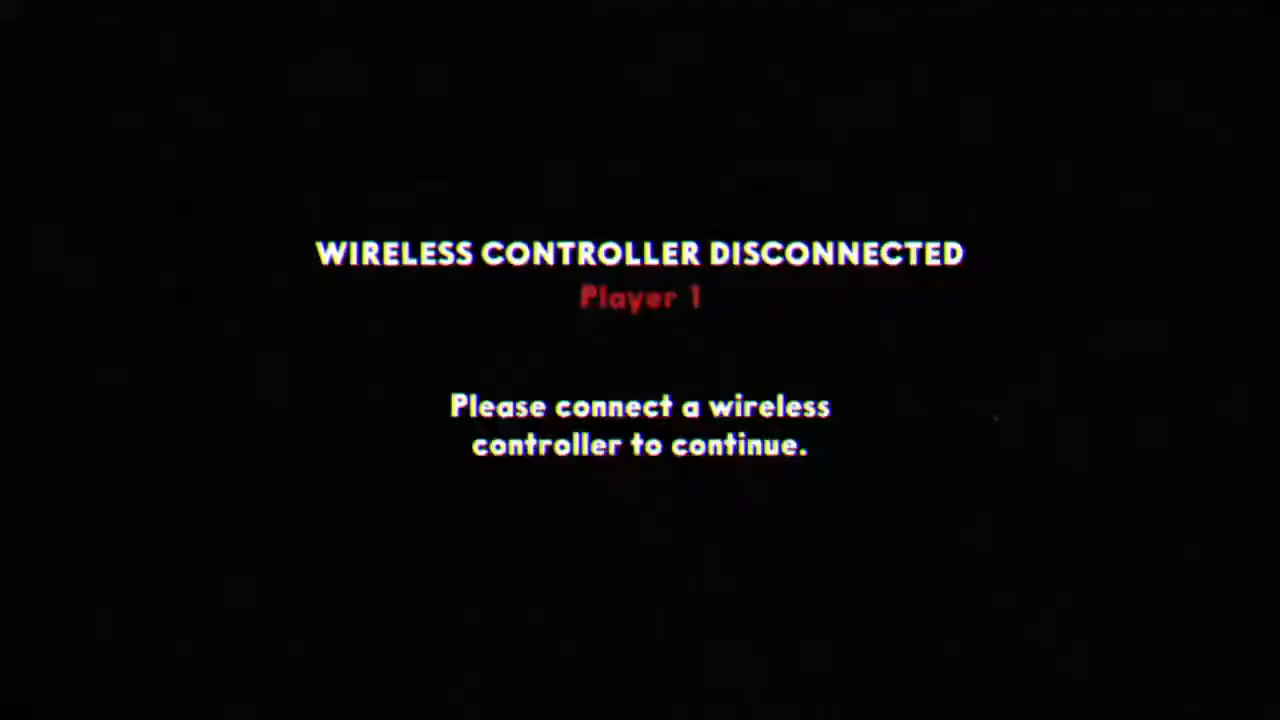 WIRELESS CONTROLLER DISCONNECTED
Player 1
Please connect a wireless
controller to continue.